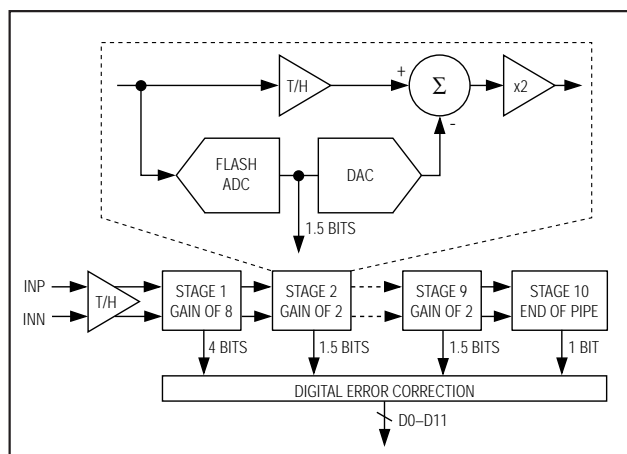 T/H
+
Σ
-
x2
FLASH
ADC
DAC
1.5 BITS
INP
INN
T/H
STAGE 1
GAIN OF 8
STAGE 2
GAIN OF 2
STAGE 9
GAIN OF 2
STAGE 10
END OF PIPE
4 BITS
1.5 BITS
1.5 BITS
1 BIT
DIGITAL ERROR CORRECTION
D0–D11